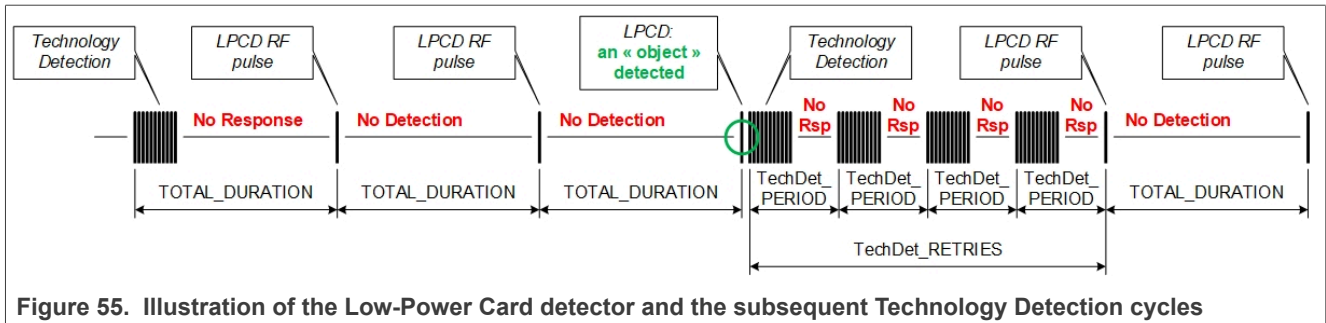 Technology
Detection
LPCD RF
pulse
LPCD RF
pulse
LPCD:
an « object »
detected
Technology
Detection
LPCD RF
pulse
LPCD RF
pulse
No Response
No Detection
No Detection
No
Rsp
No
Rsp
No
Rsp
No
Rsp
No Detection
TOTAL_DURATION
TOTAL_DURATION
TOTAL_DURATION
TechDet_
PERIOD
TechDet_
PERIOD
TechDet_
PERIOD
TechDet_
PERIOD
TOTAL_DURATION
TechDet_RETRIES
Figure 55. Illustration of the Low-Power Card detector and the subsequent Technology Detection cycles